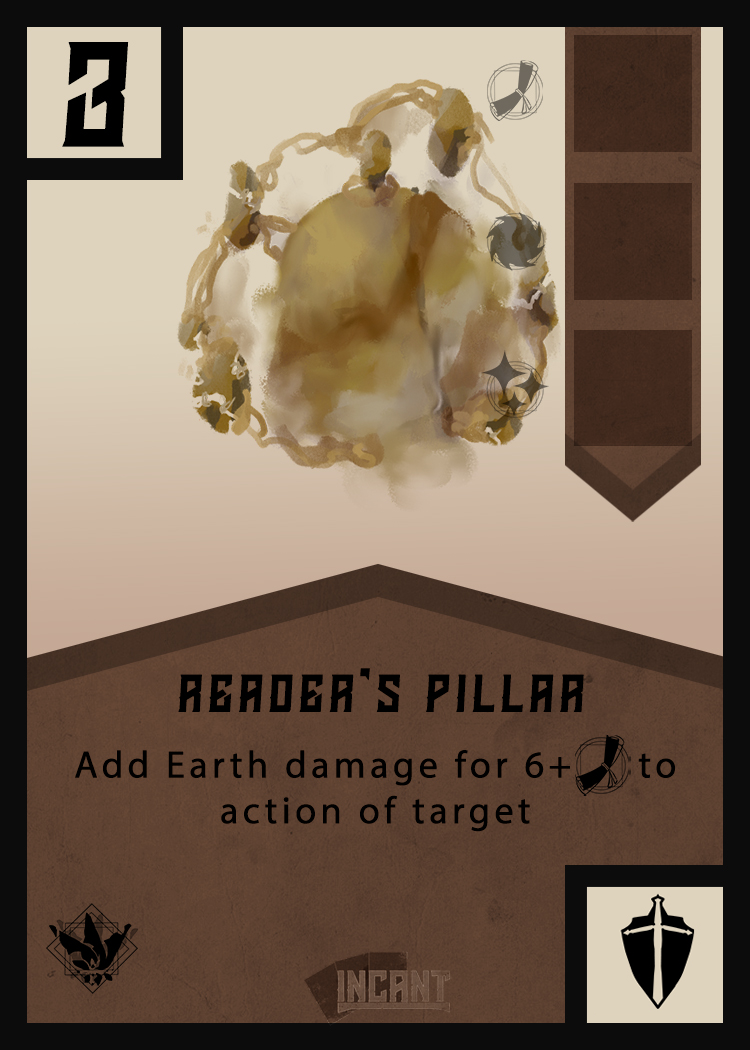 3
READER'S PILLAR
Add Earth damage for 6+ to
action of target
INCANT